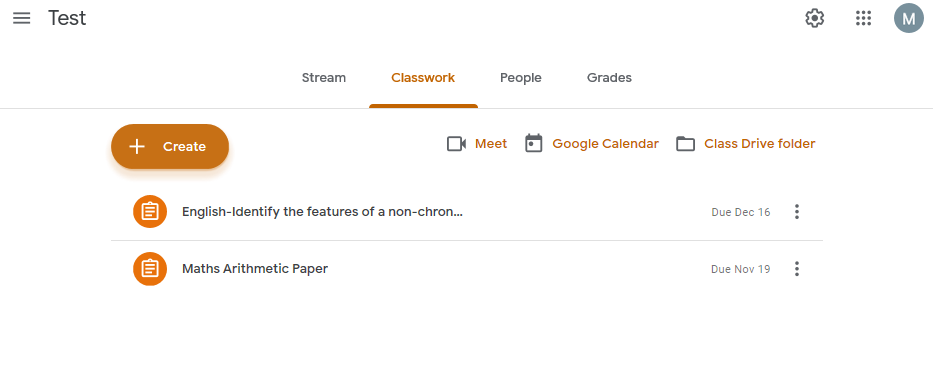 Test
M
Stream Classwork People Grades
Create
Meet Google Calendar Class Drive folder
English-Identify the features of a non-chron... Due Dec 16
Maths Arithmetic Paper Due Nov 19